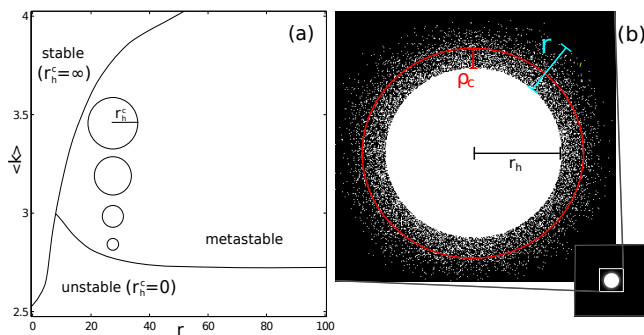 (a)
stable
(r_h^c=∞)
r_h^c
metastable
unstable (r_h^c=0)
4
3.5
3
2.5
<k>
0
20
40
60
80
100
r
(b)
r
ρ_c
r_h